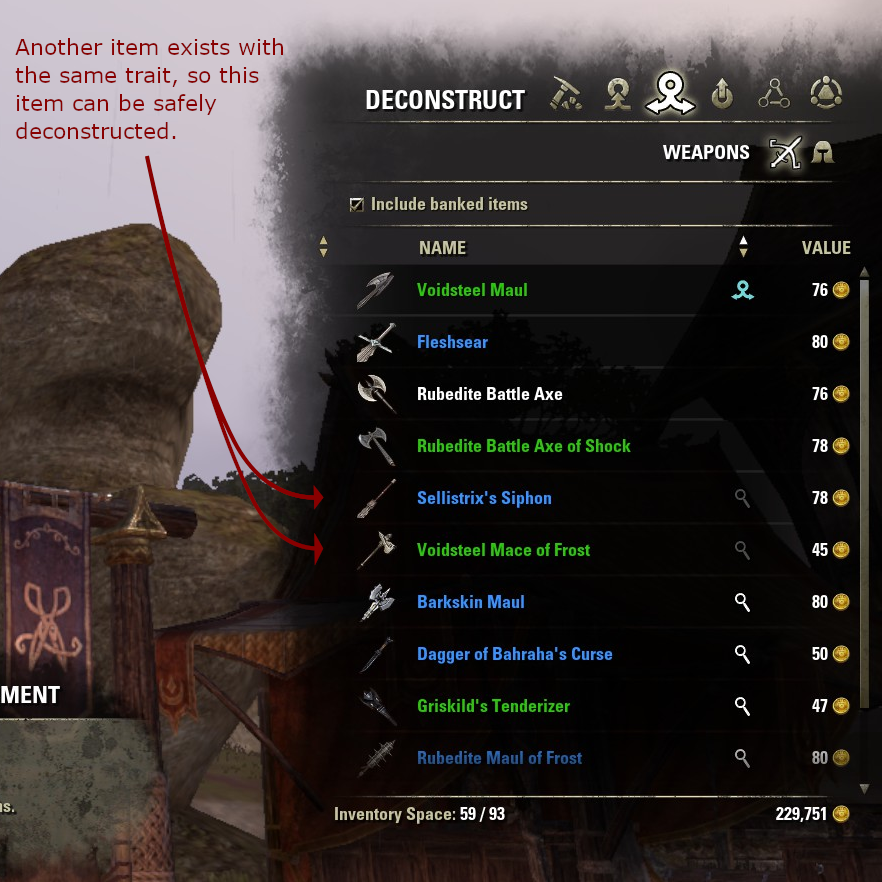 Another item exists with
the same trait, so this
item can be safely
deconstructed.
DECONSTRUCT
WEAPONS
Include banked items
NAME VALUE
Voidsteel Maul 76
Fleshsear 80
Rubedite Battle Axe 76
Rubedite Battle Axe of Shock 78
Sellistrix's Siphon 78
Voidsteel Mace of Frost 45
Barkskin Maul 80
Dagger of Bahraha's Curse 50
Griskild's Tenderizer 47
Rubedite Maul of Frost 80
MENT
ns.
Inventory Space: 59 / 93 229,751